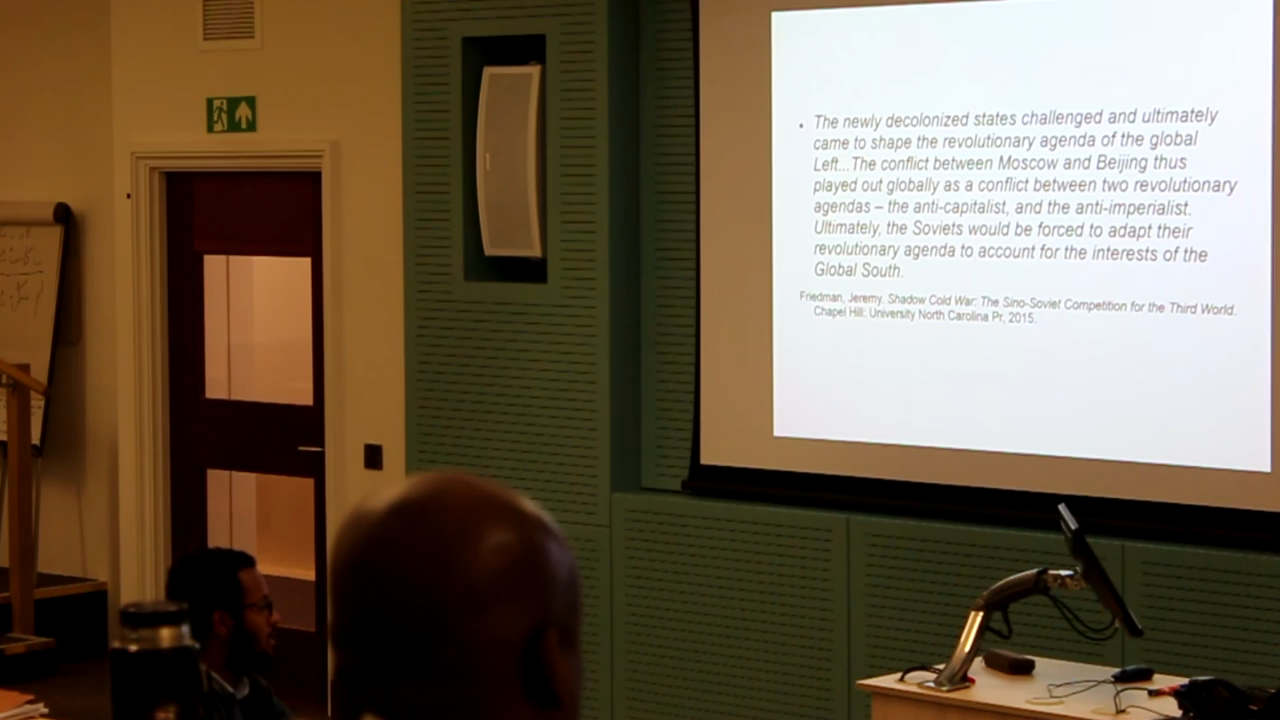 • The newly decolonized states challenged and ultimately
came to shape the revolutionary agenda of the global
Left...The conflict between Moscow and Beijing thus
played out globally as a conflict between two revolutionary
agendas – the anti-capitalist, and the anti-imperialist.
Ultimately, the Soviets would be forced to adapt their
revolutionary agenda to account for the interests of the
Global South.
Friedman, Jeremy. Shadow Cold War: The Sino-Soviet Competition for the Third World.
Chapel Hill: University North Carolina Pr, 2015.